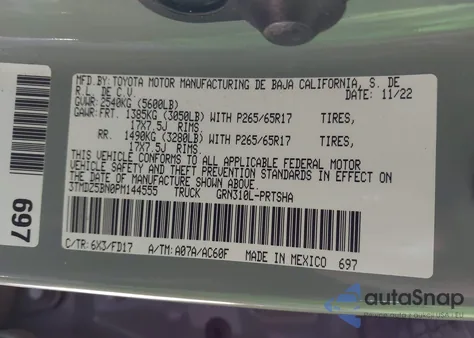 MFD.BY:TOYOTA MOTOR MANUFACTURING DE BAJA CALIFORNIA, S. DE
R.L. DE C.V. DATE: 11/22
GVWR: 2540KG (5600LB)
GAWR:FRT. 1385KG (3050LB) WITH P265/65R17 TIRES,
17X7.5J RIMS.
RR. 1490KG (3280LB) WITH P265/65R17 TIRES,
17X7.5J RIMS.
THIS VEHICLE CONFORMS TO ALL APPLICABLE FEDERAL MOTOR
VEHICLE SAFETY AND THEFT PREVENTION STANDARDS IN EFFECT ON
THE DATE OF MANUFACTURE SHOWN ABOVE.
3TMDZ5BN0PM144555 TRUCK GRN310L-PRTSHA
C/TR: 6X3/FD17 A/TM: A07A/AC60F MADE IN MEXICO 697
697
autoSnap